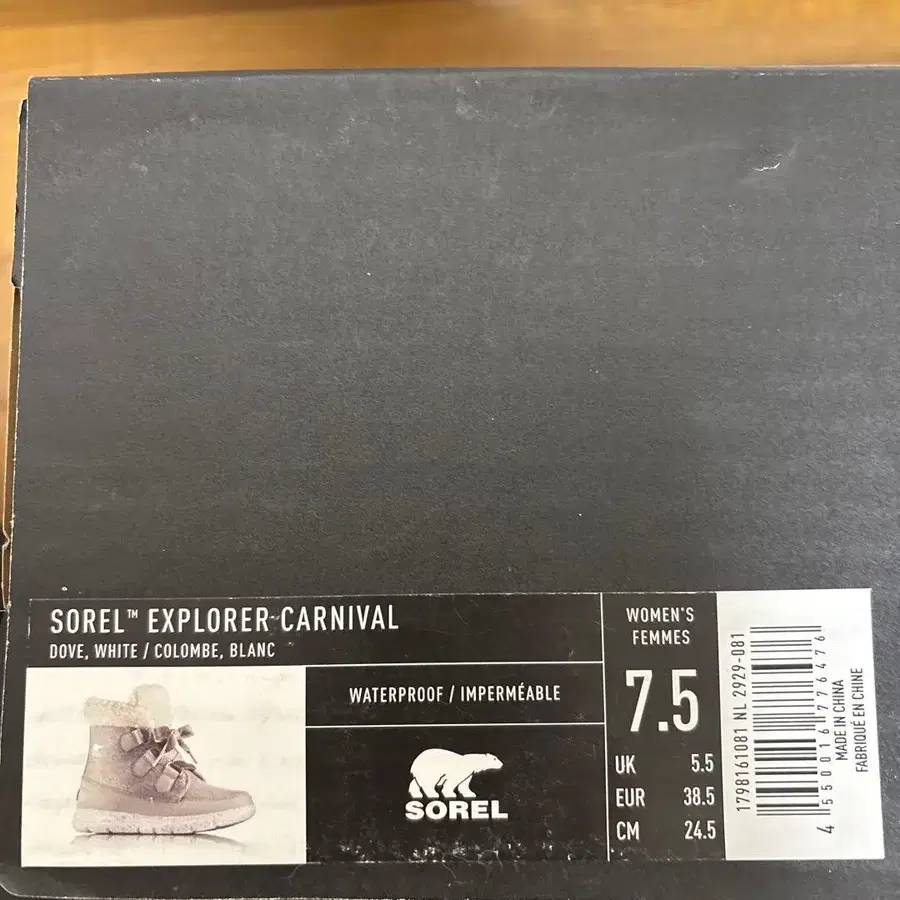 SOREL™ EXPLORER CARNIVAL
DOVE, WHITE / COLOMBE, BLANC
WATERPROOF / IMPERMÉABLE
SOREL
WOMEN'S
FEMMES
7.5
UK 5.5
EUR 38.5
CM 24.5
1798161081 NL 2929-081
4 550016 776476
MADE IN CHINA
FABRIQUÉ EN CHINE